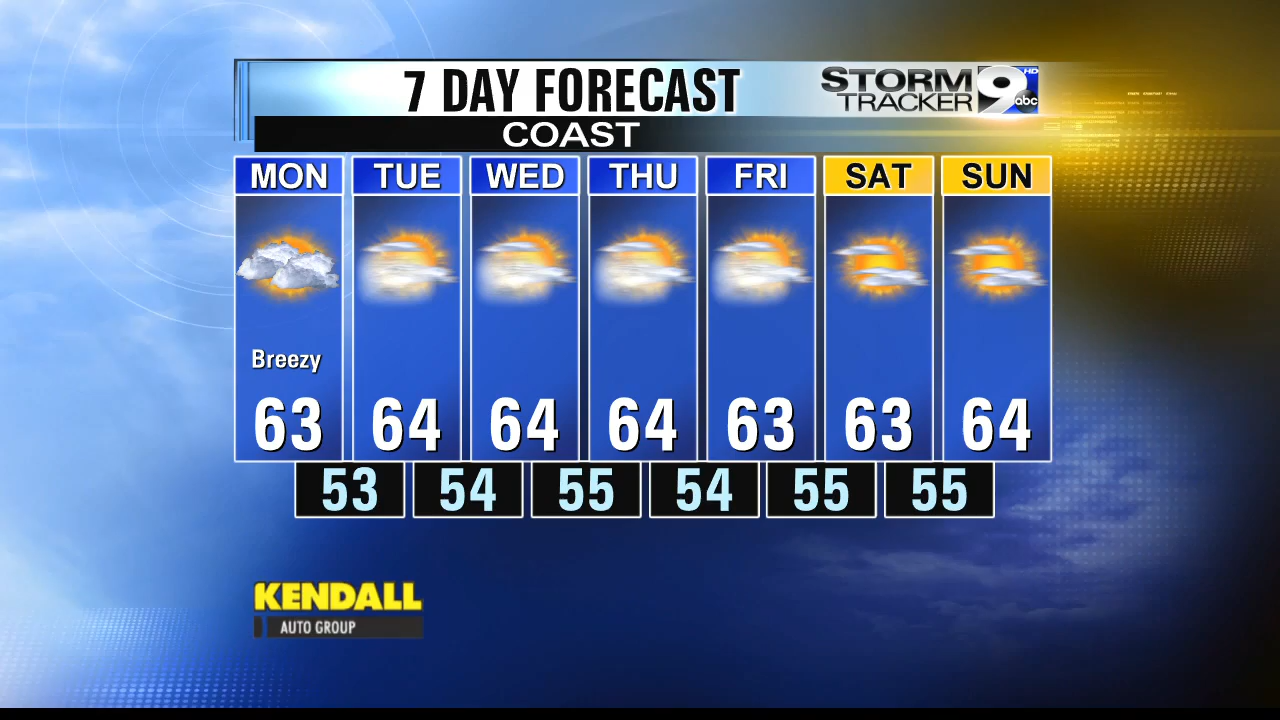 7 DAY FORECAST
STORM TRACKER 9 HD abc
COAST
MON TUE WED THU FRI SAT SUN
Breezy
63 64 64 64 63 63 64
53 54 55 54 55 55
KENDALL
AUTO GROUP